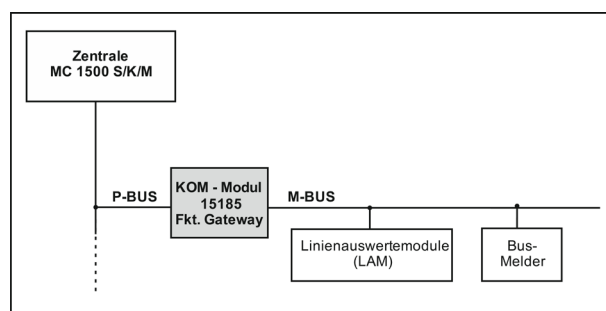 Zentrale
MC 1500 S/K/M
P-BUS
KOM - Modul
15185
Fkt. Gateway
M-BUS
Linienauswertemodule
(LAM)
Bus-
Melder